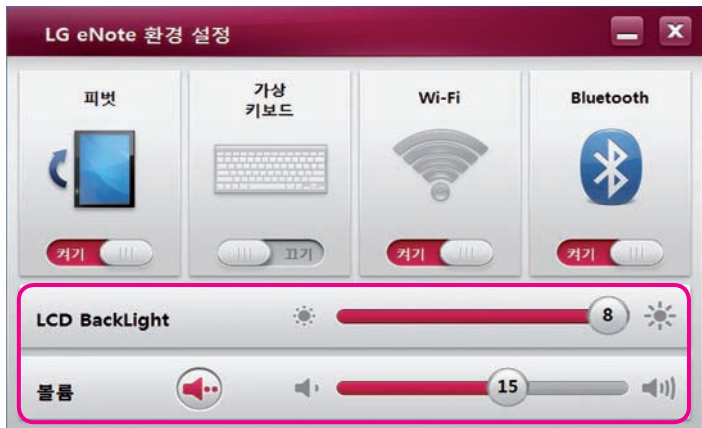 LG eNote 환경 설정
피벗
가상
키보드
Wi-Fi
Bluetooth
켜기
끄기
켜기
켜기
LCD BackLight
8
볼륨
15